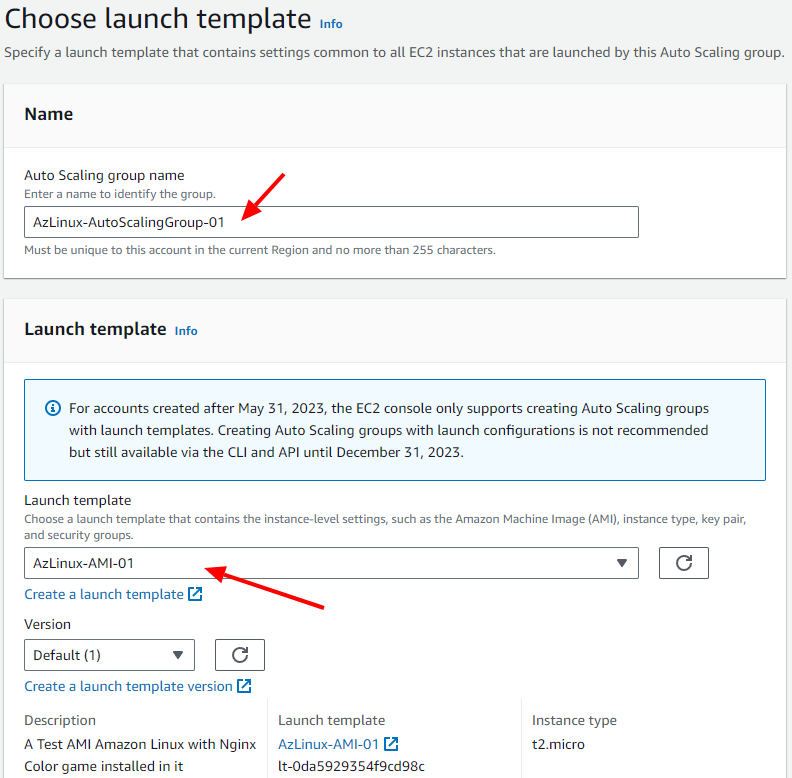 Choose launch template Info
Specify a launch template that contains settings common to all EC2 instances that are launched by this Auto Scaling group.
Name
Auto Scaling group name
Enter a name to identify the group.
AzLinux-AutoScalingGroup-01
Must be unique to this account in the current Region and no more than 255 characters.
Launch template Info
For accounts created after May 31, 2023, the EC2 console only supports creating Auto Scaling groups
with launch templates. Creating Auto Scaling groups with launch configurations is not recommended
but still available via the CLI and API until December 31, 2023.
Launch template
Choose a launch template that contains the instance-level settings, such as the Amazon Machine Image (AMI), instance type, key pair,
and security groups.
AzLinux-AMI-01
Create a launch template
Version
Default (1)
Create a launch template version
Description
A Test AMI Amazon Linux with Nginx
Color game installed in it
Launch template
AzLinux-AMI-01
lt-0da5929354f9cd98c
Instance type
t2.micro